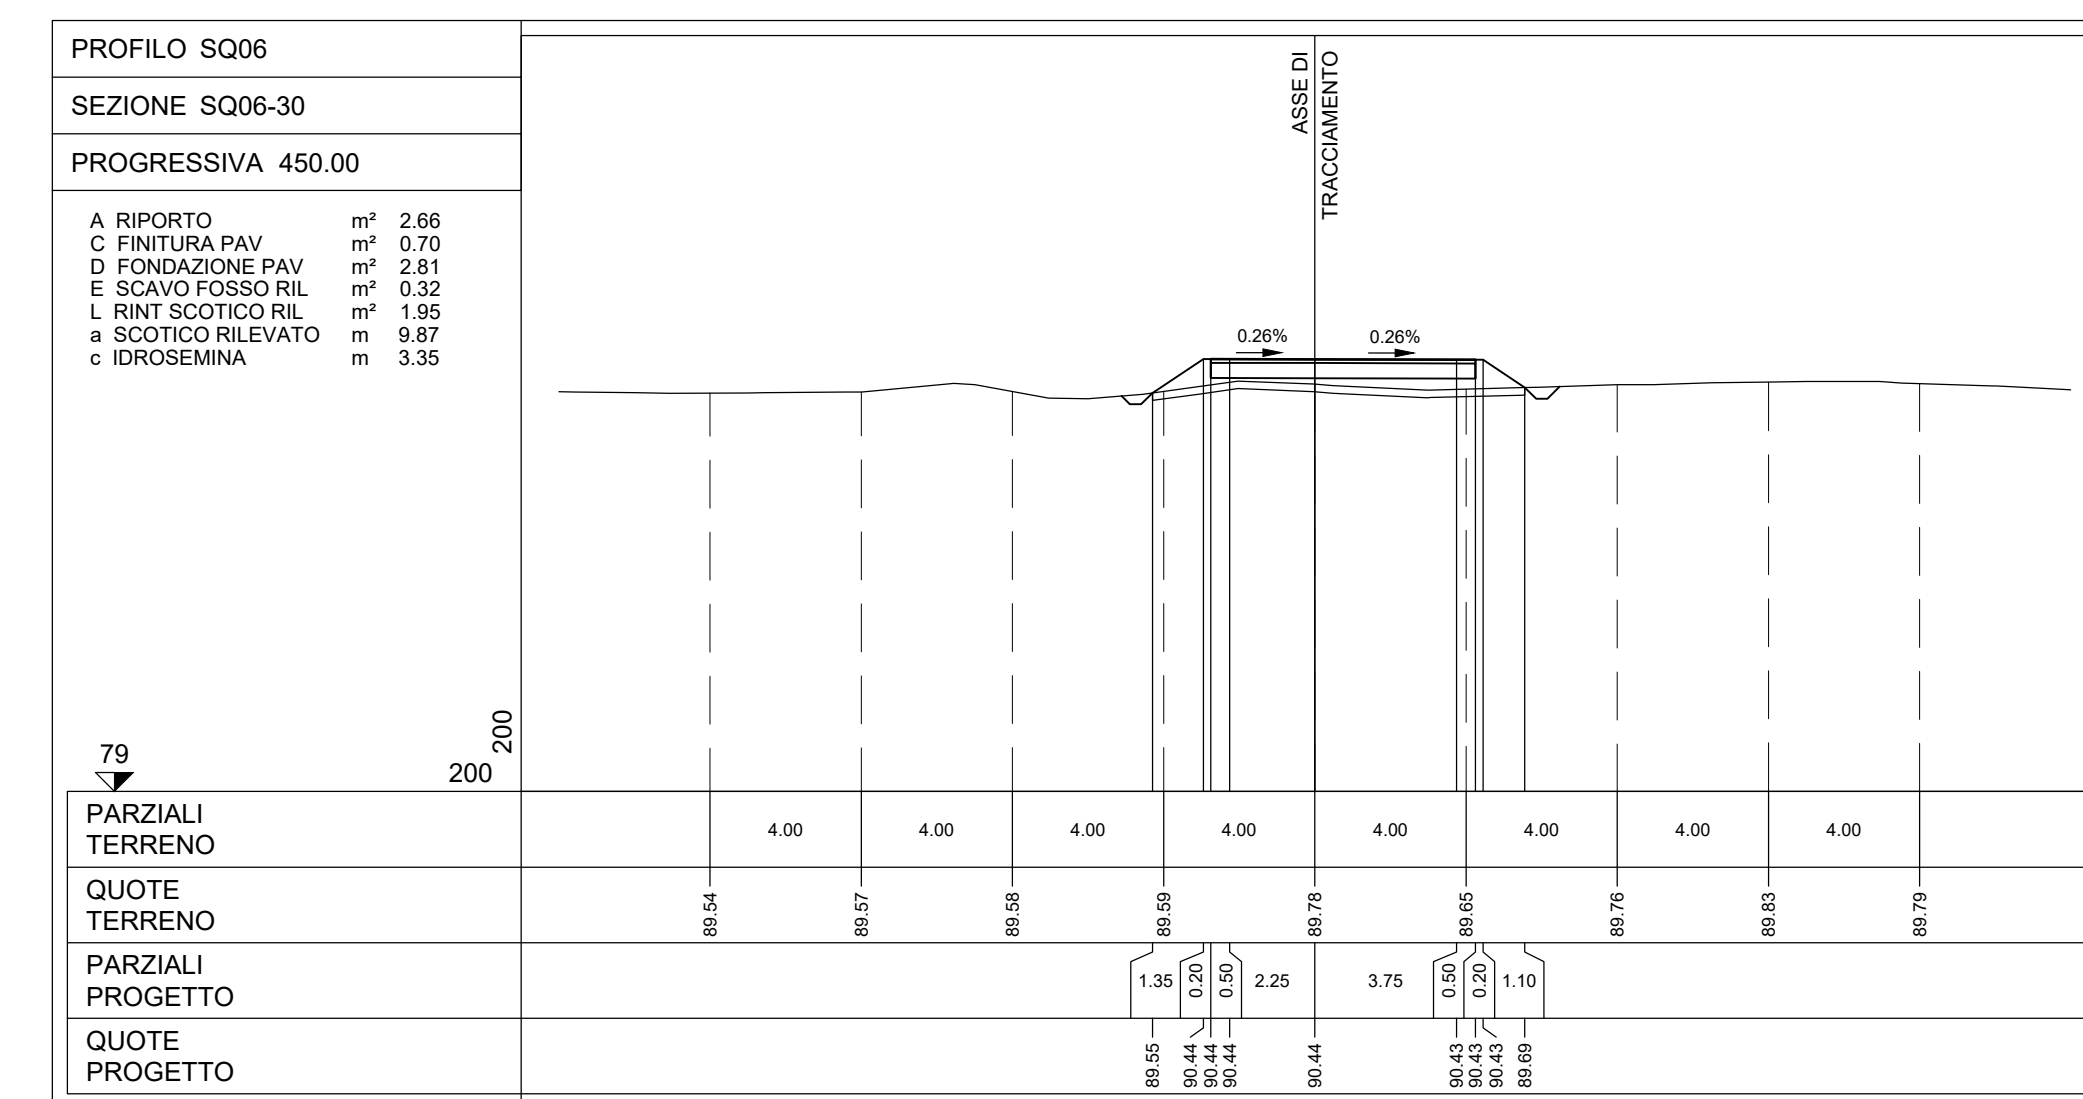 PROFILO SQ06
SEZIONE SQ06-30
PROGRESSIVA 450.00
A RIPORTO m² 2.66
C FINITURA PAV m² 0.70
D FONDAZIONE PAV m² 2.81
E SCAVO FOSSO RIL m² 0.32
L RINT SCOTICO RIL m² 1.95
a SCOTICO RILEVATO m 9.87
c IDROSEMINA m 3.35
ASSE DI
TRACCIAMENTO
0.26% 0.26%
79
200
200
PARZIALI
TERRENO
4.00 4.00 4.00 4.00 4.00 4.00 4.00 4.00
QUOTE
TERRENO
89.54 89.57 89.58 89.59 89.78 89.65 89.76 89.83 89.79
PARZIALI
PROGETTO
1.35 0.20 0.50 2.25 3.75 0.50 0.20 1.10
QUOTE
PROGETTO
89.55 90.44 90.44 90.44 90.44 90.43 90.43 90.43 89.69